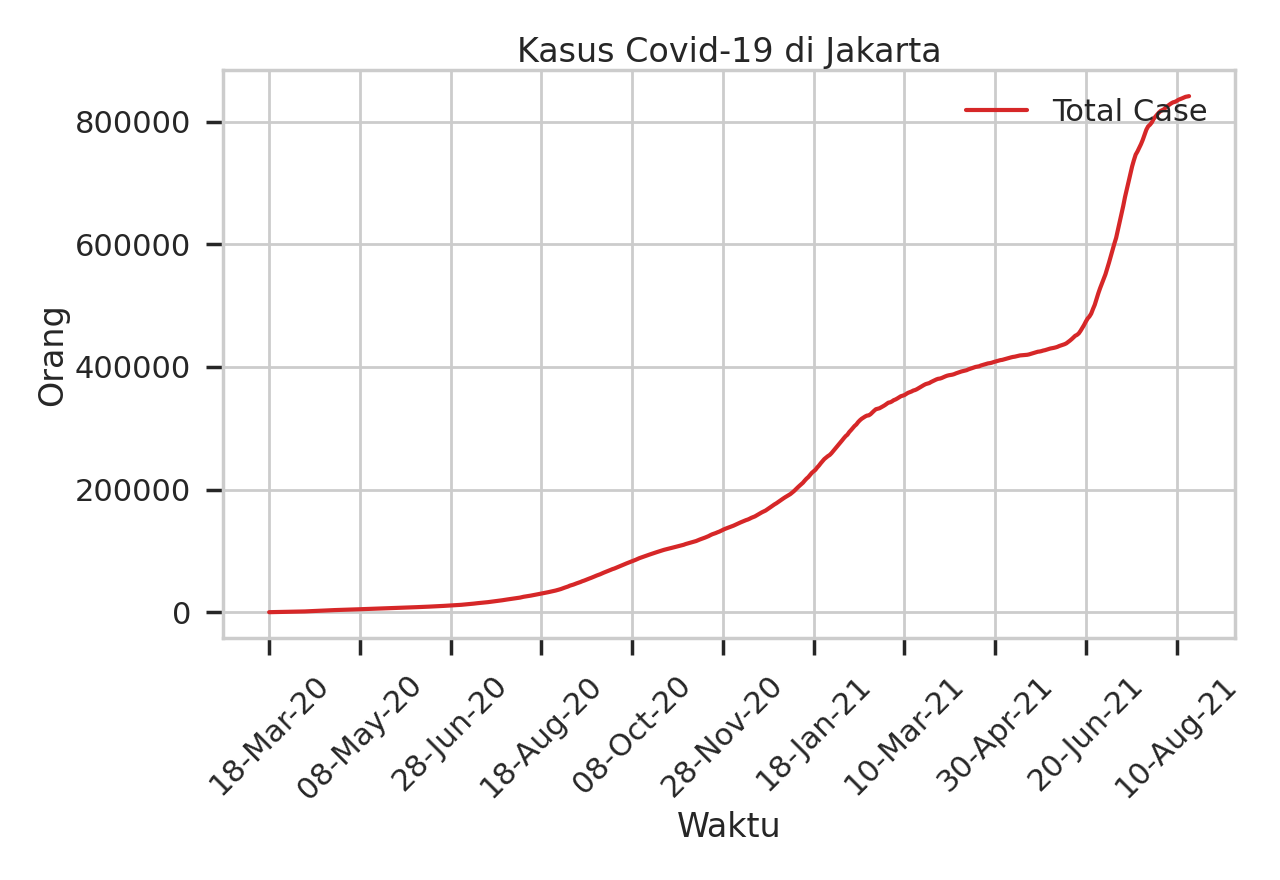 Kasus Covid-19 di Jakarta
Total Case
800000
600000
400000
200000
0
Orang
18-Mar-20
08-May-20
28-Jun-20
18-Aug-20
08-Oct-20
28-Nov-20
18-Jan-21
10-Mar-21
30-Apr-21
20-Jun-21
10-Aug-21
Waktu